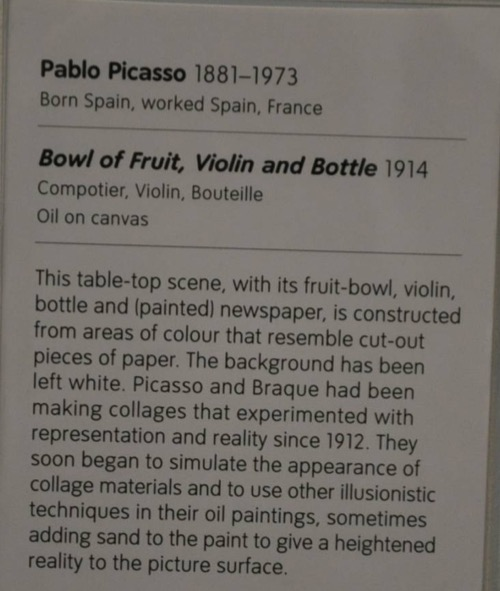 Pablo Picasso 1881–1973
Born Spain, worked Spain, France
Bowl of Fruit, Violin and Bottle 1914
Compotier, Violin, Bouteille
Oil on canvas
This table-top scene, with its fruit-bowl, violin,
bottle and (painted) newspaper, is constructed
from areas of colour that resemble cut-out
pieces of paper. The background has been
left white. Picasso and Braque had been
making collages that experimented with
representation and reality since 1912. They
soon began to simulate the appearance of
collage materials and to use other illusionistic
techniques in their oil paintings, sometimes
adding sand to the paint to give a heightened
reality to the picture surface.